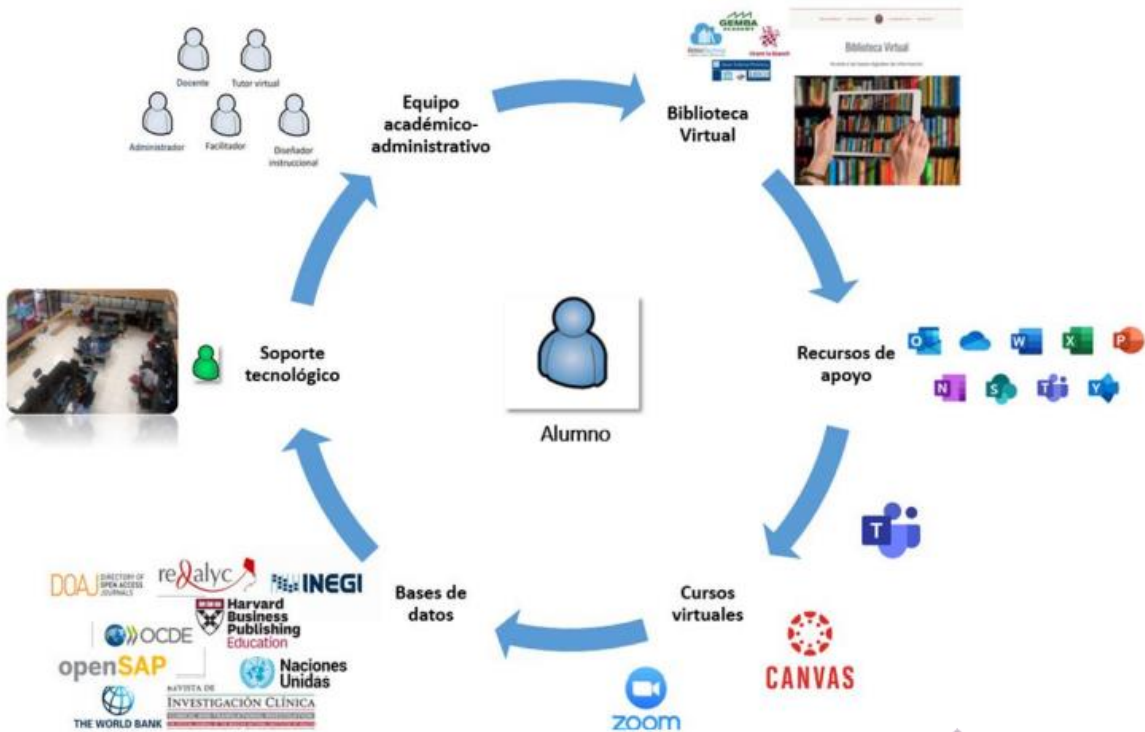 Docente
Tutor virtual
Administrador
Facilitador
Diseñador
instruccional
Equipo
académico-
administrativo
GEMBA
ACADEMY
Biblioteca
Virtual
Biblioteca Virtual
Recursos de
apoyo
O
W
X
P
N
S
T
Y
T
Cursos
virtuales
CANVAS
zoom
Bases de
datos
DOAJ DIRECTORY OF
OPEN ACCESS
JOURNALS
redalyc
INEGI
Harvard
Business
Publishing
Education
OCDE
openSAP
Naciones
Unidas
THE WORLD BANK
REVISTA DE
INVESTIGACIÓN CLÍNICA
Soporte
tecnológico
Alumno